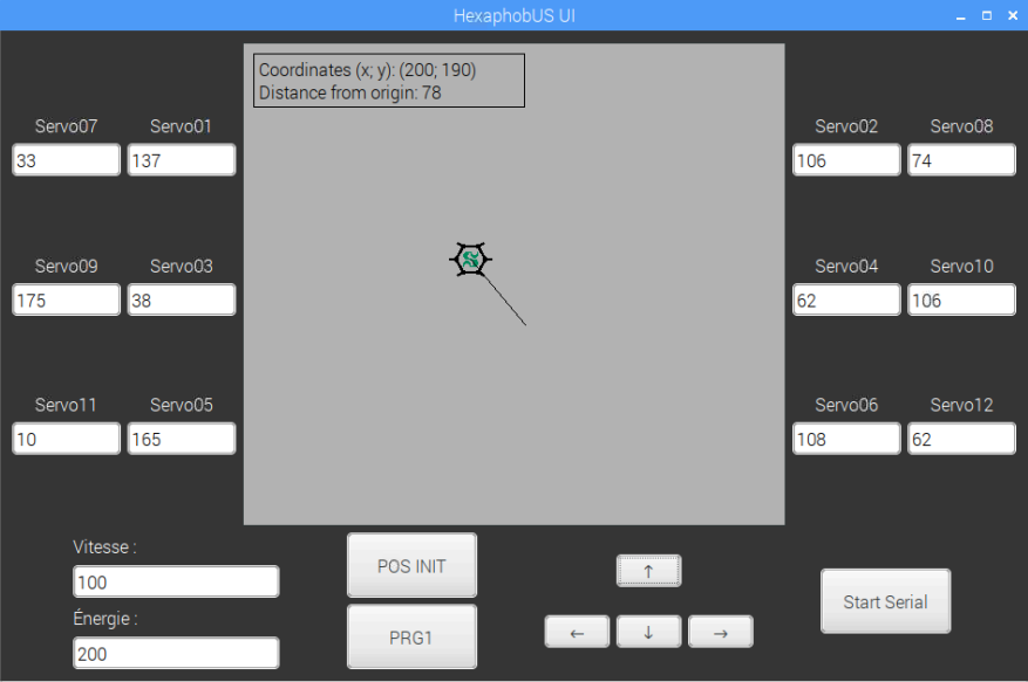 HexaphobUS UI
Coordinates (x; y): (200; 190)
Distance from origin: 78
Servo07 Servo01
33 137
Servo02 Servo08
106 74
Servo09 Servo03
175 38
Servo04 Servo10
62 106
Servo11 Servo05
10 165
Servo06 Servo12
108 62
Vitesse :
100
Énergie :
200
POS INIT
PRG1
↑
← ↓ →
Start Serial